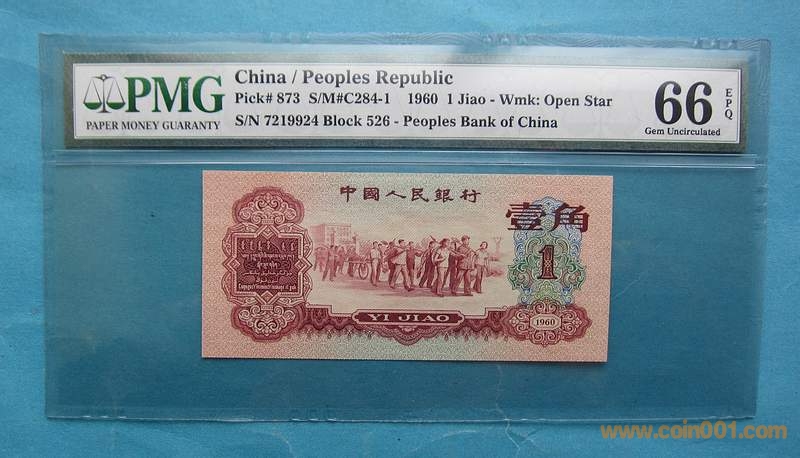 PMG
PAPER MONEY GUARANTY
China / Peoples Republic
Pick# 873 S/M#C284-1 1960 1 Jiao - Wmk: Open Star
S/N 7219924 Block 526 - Peoples Bank of China
66 EPQ
Gem Uncirculated
中國人民銀行
壹角
1
YI JIAO
1960
www.coin001.com